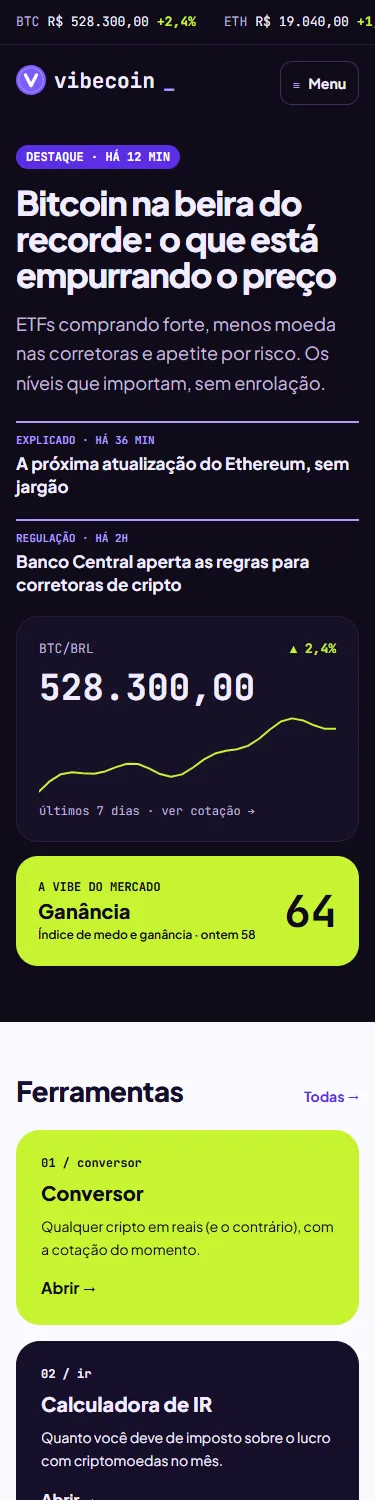 BTC R$ 528.300,00 +2,4% ETH R$ 19.040,00 +1
vibecoin _
≡ Menu
DESTAQUE · HÁ 12 MIN
Bitcoin na beira do
recorde: o que está
empurrando o preço
ETFs comprando forte, menos moeda
nas corretoras e apetite por risco. Os
níveis que importam, sem enrolação.
EXPLICADO · HÁ 36 MIN
A próxima atualização do Ethereum, sem
jargão
REGULAÇÃO · HÁ 2H
Banco Central aperta as regras para
corretoras de cripto
BTC/BRL ▲ 2,4%
528.300,00
últimos 7 dias · ver cotação →
A VIBE DO MERCADO
Ganância
64
Índice de medo e ganância · ontem 58
Ferramentas
Todas →
01 / conversor
Conversor
Qualquer cripto em reais (e o contrário), com
a cotação do momento.
Abrir →
02 / ir
Calculadora de IR
Quanto você deve de imposto sobre o lucro
com criptomoedas no mês.
Abrir →